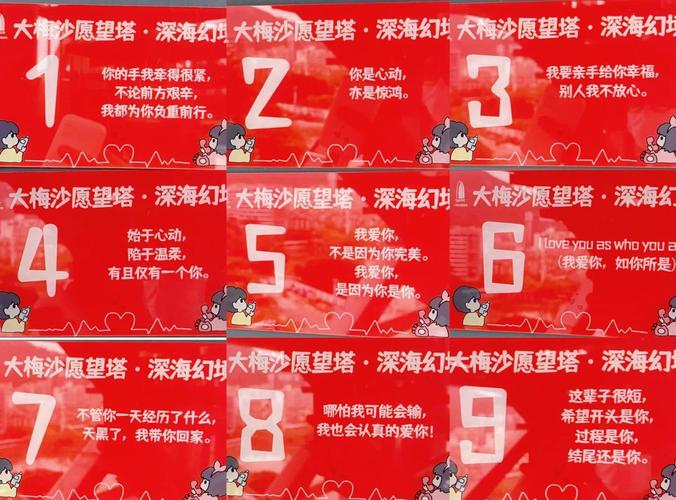 大梅沙愿望塔·深海幻
1
你的手我牵得很紧，
不论前方艰辛，
我都为你负重前行。
大梅沙愿望塔·深海幻
2
你是心动，
亦是惊鸿。
大梅沙愿望塔·深海幻
3
我要亲手给你幸福，
别人我不放心。
大梅沙愿望塔·深海幻
4
始于心动，
陷于温柔，
有且仅有一个你。
大梅沙愿望塔·深海幻
5
我爱你，
不是因为你完美。
我爱你，
是因为你是你。
大梅沙愿望塔·深海幻
6
I love you as who you a
（我爱你，如你所是）
大梅沙愿望塔·深海幻
7
不管你一天经历了什么，
天黑了，我带你回家。
大梅沙愿望塔·深海幻
8
哪怕我可能会输，
我也会认真的爱你！
大梅沙愿望塔·深海幻
9
这辈子很短，
希望开头是你，
过程是你，
结尾还是你。